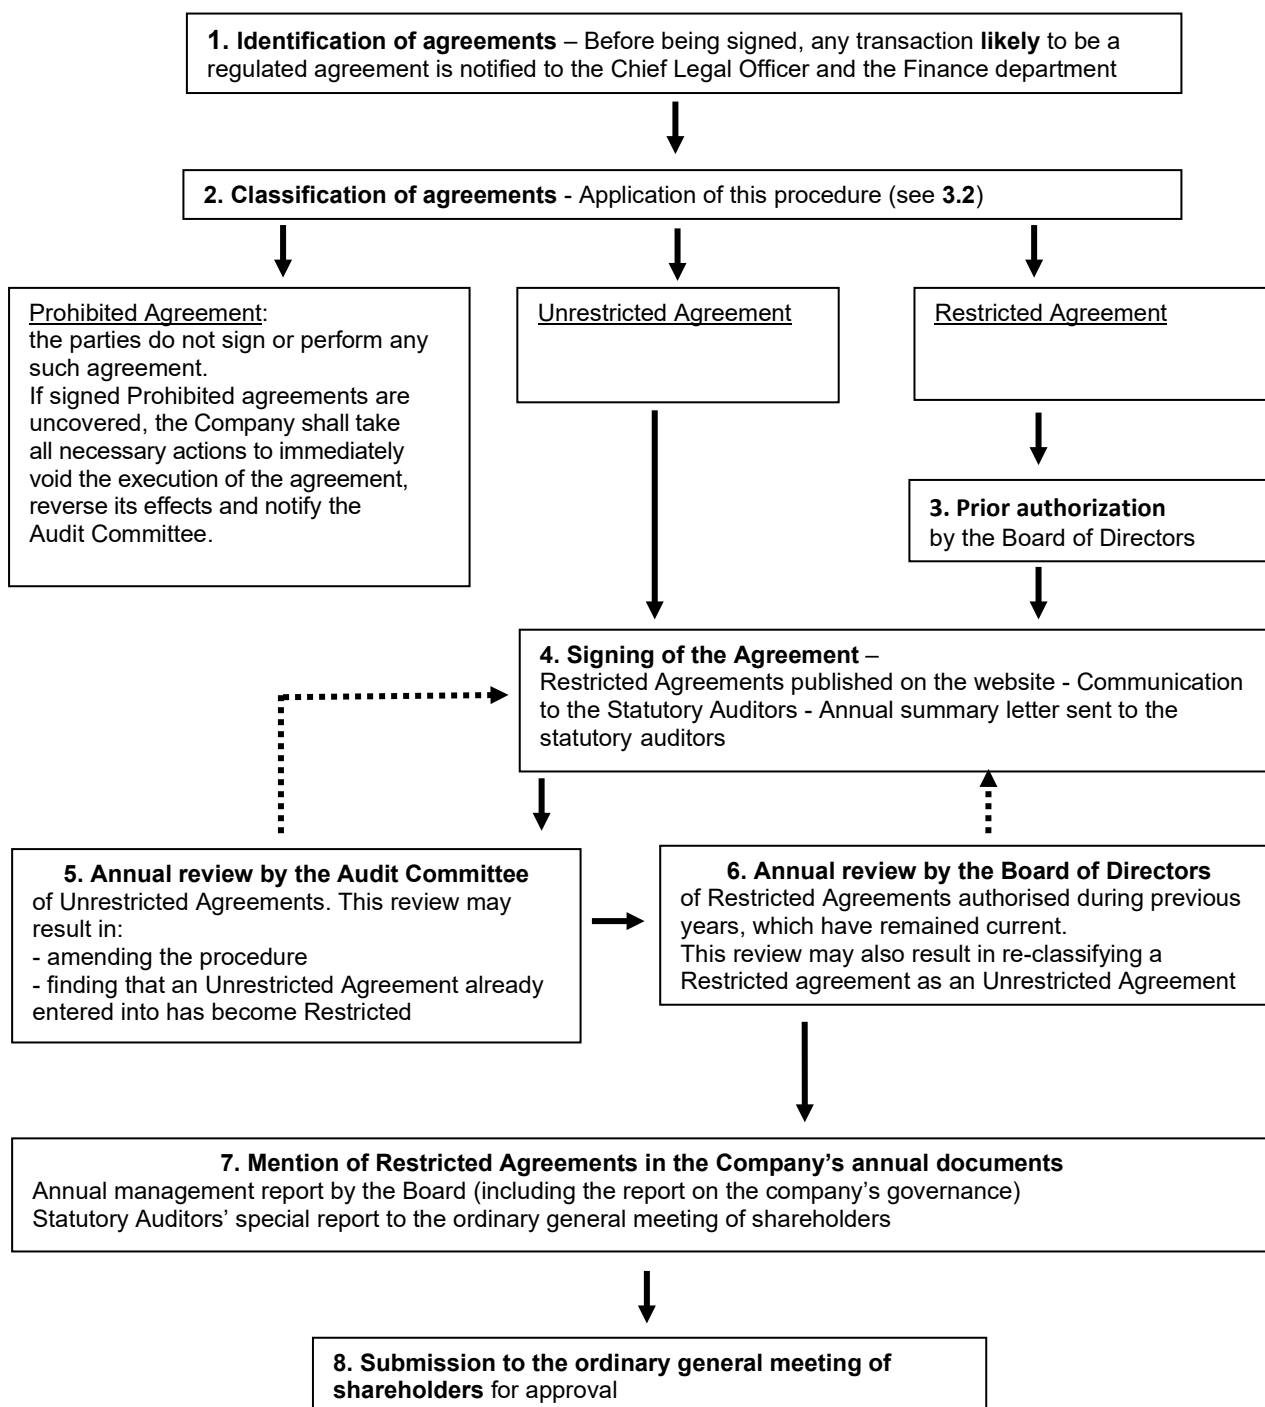 1. Identification of agreements – Before being signed, any transaction likely to be a
regulated agreement is notified to the Chief Legal Officer and the Finance department
2. Classification of agreements - Application of this procedure (see 3.2)
Prohibited Agreement:
the parties do not sign or perform any
such agreement.
If signed Prohibited agreements are
uncovered, the Company shall take
all necessary actions to immediately
void the execution of the agreement,
reverse its effects and notify the
Audit Committee.
Unrestricted Agreement
Restricted Agreement
3. Prior authorization
by the Board of Directors
4. Signing of the Agreement –
Restricted Agreements published on the website - Communication
to the Statutory Auditors - Annual summary letter sent to the
statutory auditors
5. Annual review by the Audit Committee
of Unrestricted Agreements. This review may
result in:
- amending the procedure
- finding that an Unrestricted Agreement already
entered into has become Restricted
6. Annual review by the Board of Directors
of Restricted Agreements authorised during previous
years, which have remained current.
This review may also result in re-classifying a
Restricted agreement as an Unrestricted Agreement
7. Mention of Restricted Agreements in the Company’s annual documents
Annual management report by the Board (including the report on the company’s governance)
Statutory Auditors’ special report to the ordinary general meeting of shareholders
8. Submission to the ordinary general meeting of
shareholders for approval